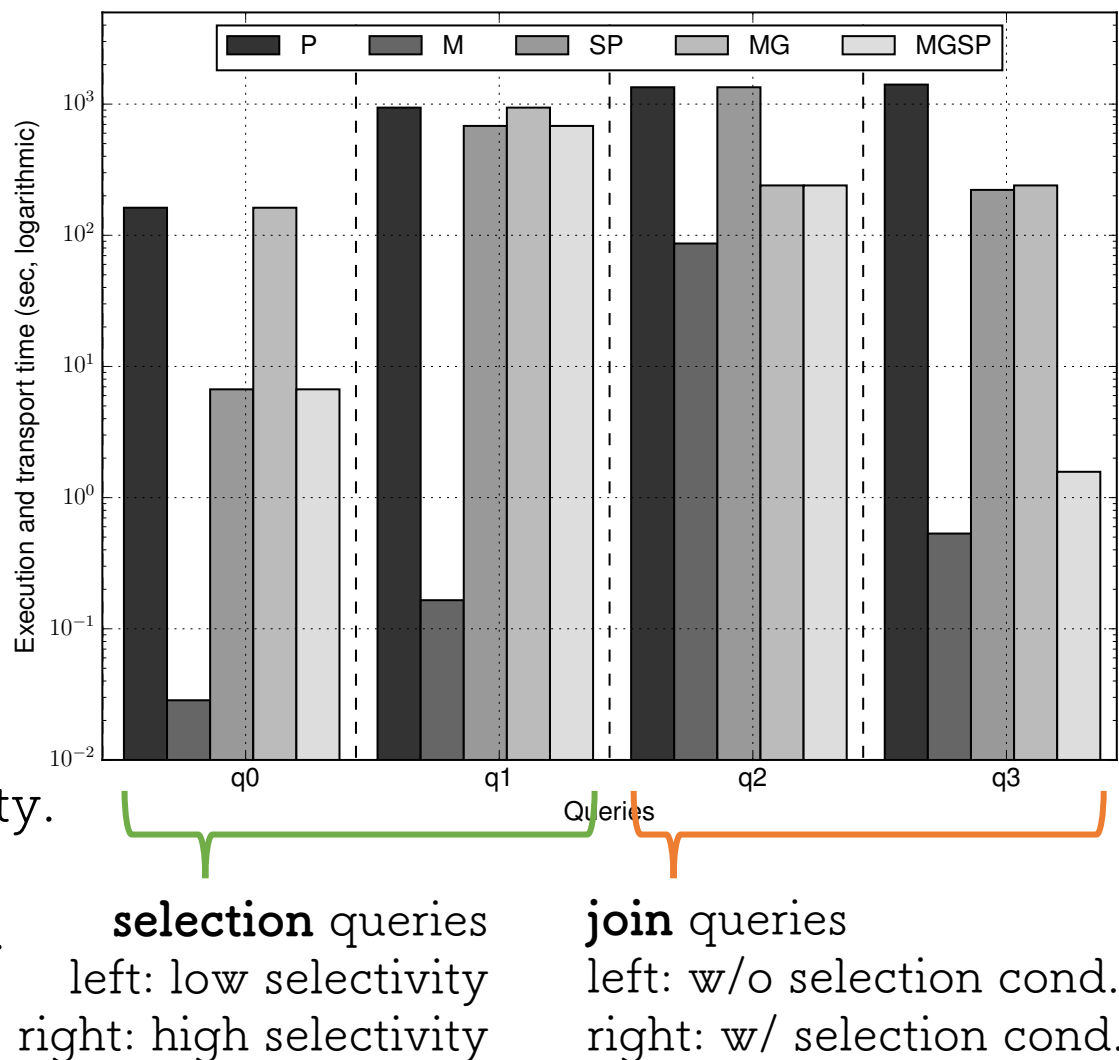 P M SP MG MGSP
Execution and transport time (sec, logarithmic)
10^3
10^2
10^1
10^0
10^-1
10^-2
q0 q1 q2 q3
Queries
ty.
.
selection queries
left: low selectivity
right: high selectivity
join queries
left: w/o selection cond.
right: w/ selection cond.